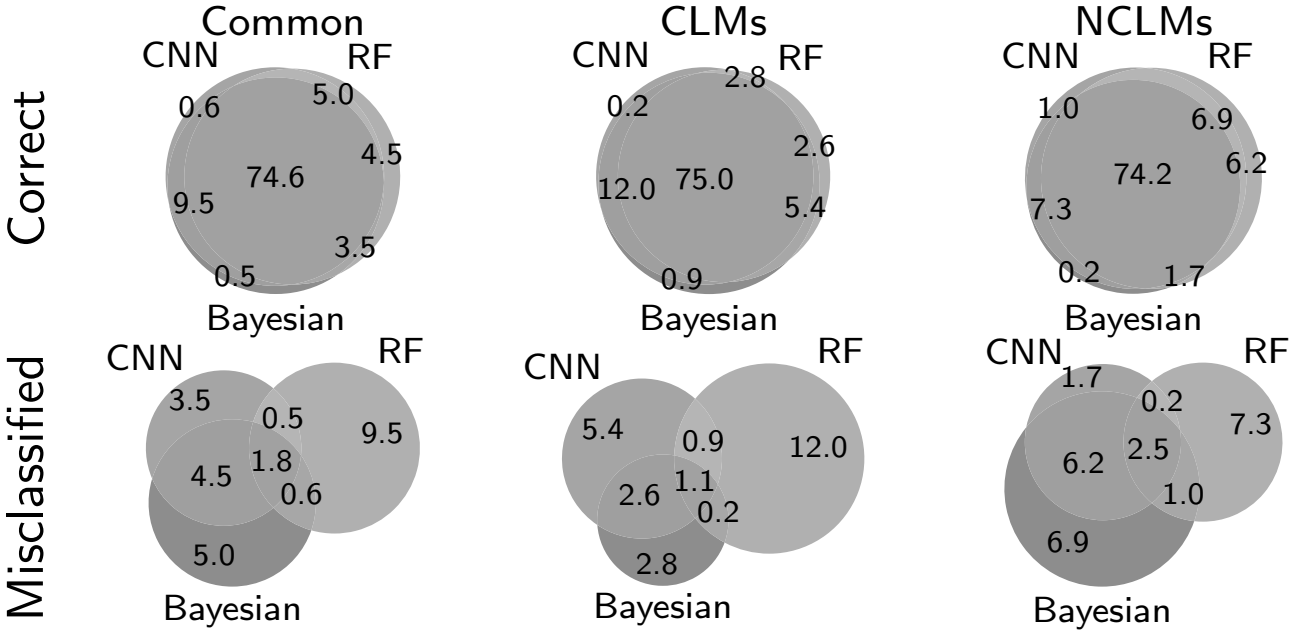 Common CLMs NCLMs
CNN RF CNN RF CNN RF
Correct
0.6 5.0 4.5 74.6 9.5 3.5 0.5
0.2 2.8 2.6 12.0 75.0 5.4 0.9
1.0 6.9 6.2 74.2 7.3 0.2 1.7
Bayesian Bayesian Bayesian
CNN RF CNN RF CNN RF
Misclassified
3.5 0.5 9.5 4.5 1.8 0.6 5.0
5.4 0.9 12.0 2.6 1.1 0.2 2.8
1.7 0.2 7.3 6.2 2.5 1.0 6.9
Bayesian Bayesian Bayesian